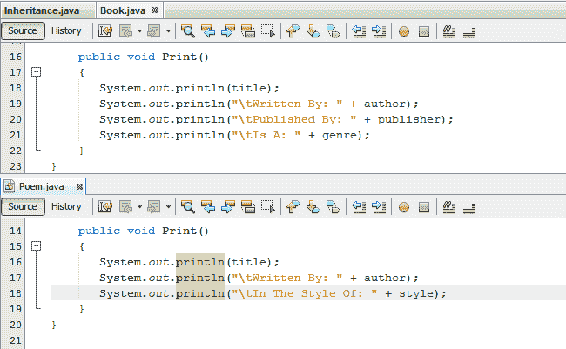 Inheritance.java Book.java
Source History
16 public void Print()
17 {
18 System.out.println(title);
19 System.out.println("\tWritten By: " + author);
20 System.out.println("\tPublished By: " + publisher);
21 System.out.println("\tIs A: " + genre);
22 }
23 }
Poem.java
Source History
14 public void Print()
15 {
16 System.out.println(title);
17 System.out.println("\tWritten By: " + author);
18 System.out.println("\tIn The Style Of: " + style);
19 }
20 }
21